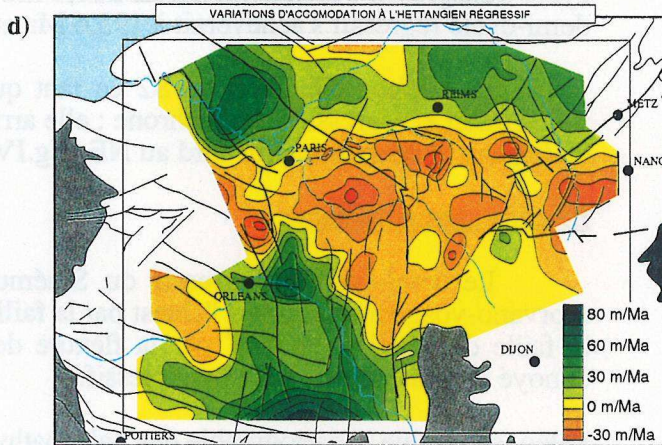 VARIATIONS D'ACCOMODATION À L'HETTANGIEN RÉGRESSIF
d)
REIMS
METZ
PARIS
NANC
ORLEANS
80 m/Ma
60 m/Ma
30 m/Ma
0 m/Ma
-30 m/Ma
DIJON
POITIERS